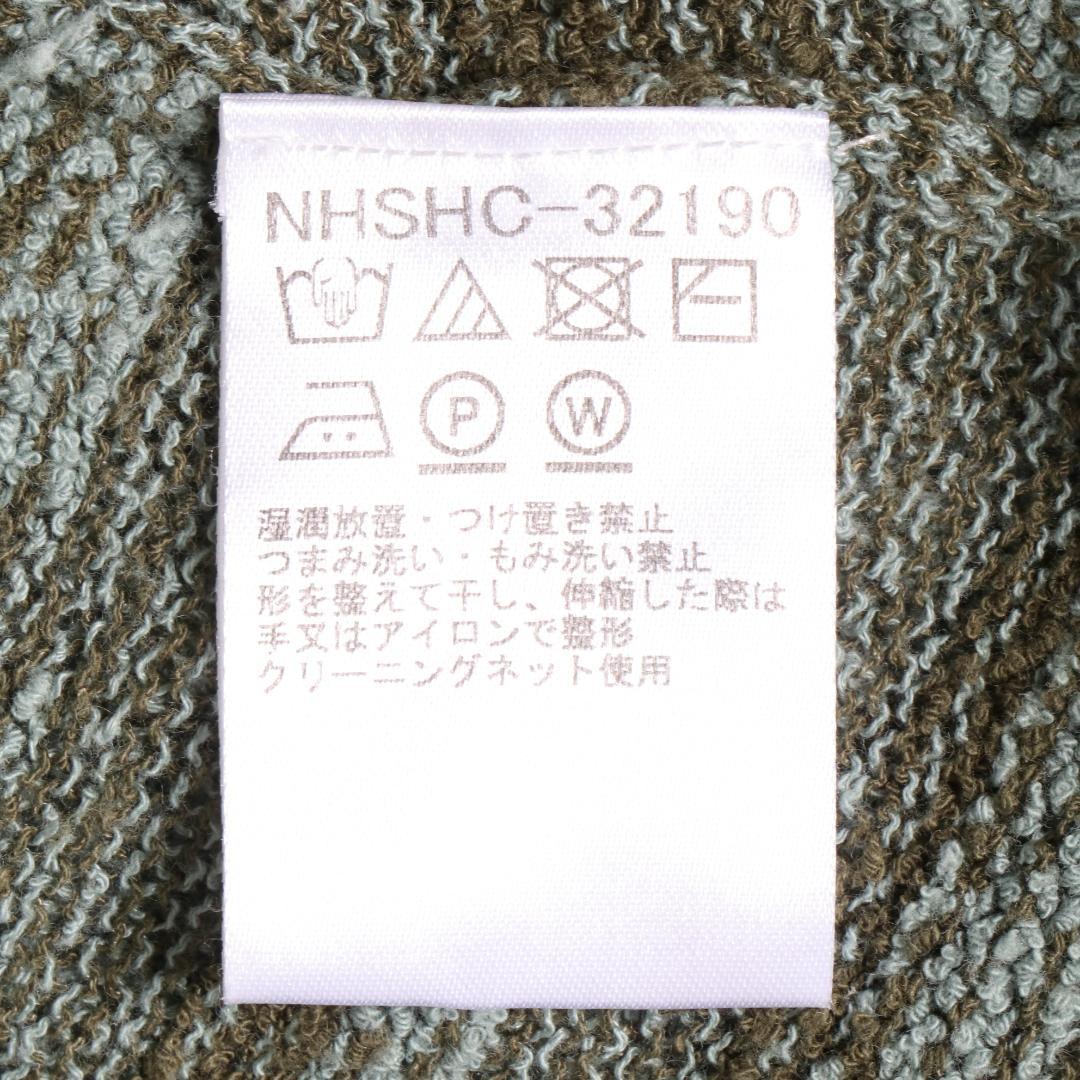 NHSHC-32190
P W
湿潤放置・つけ置き禁止
つまみ洗い・もみ洗い禁止
形を整えて干し、伸縮した際は
手又はアイロンで整形
クリーニングネット使用